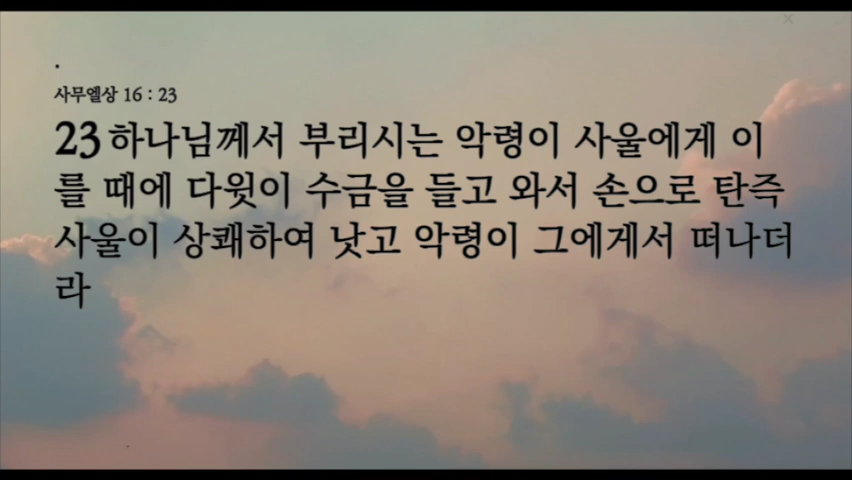 사무엘상 16 : 23
23 하나님께서 부리시는 악령이 사울에게 이
를 때에 다윗이 수금을 들고 와서 손으로 탄즉
사울이 상쾌하여 낫고 악령이 그에게서 떠나더
라